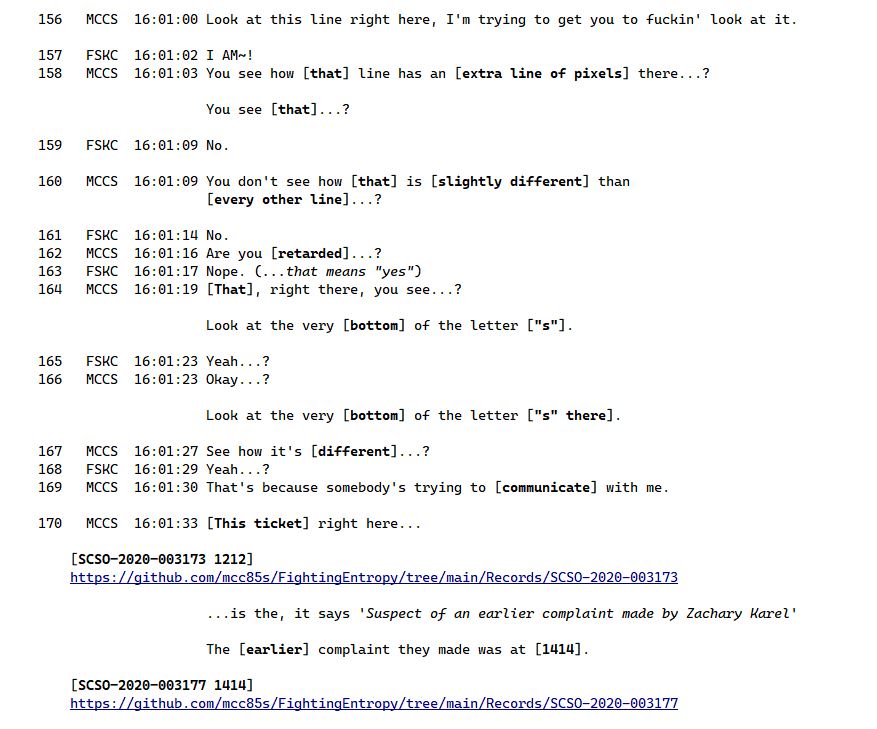 156 MCCS 16:01:00 Look at this line right here, I'm trying to get you to fuckin' look at it.
157 FSKC 16:01:02 I AM~!
158 MCCS 16:01:03 You see how [that] line has an [extra line of pixels] there...?
You see [that]...?
159 FSKC 16:01:09 No.
160 MCCS 16:01:09 You don't see how [that] is [slightly different] than
[every other line]...?
161 FSKC 16:01:14 No.
162 MCCS 16:01:16 Are you [retarded]...?
163 FSKC 16:01:17 Nope. (...that means "yes")
164 MCCS 16:01:19 [That], right there, you see...?
Look at the very [bottom] of the letter ["s"].
165 FSKC 16:01:23 Yeah...?
166 MCCS 16:01:23 Okay...?
Look at the very [bottom] of the letter ["s" there].
167 MCCS 16:01:27 See how it's [different]...?
168 FSKC 16:01:29 Yeah...?
169 MCCS 16:01:30 That's because somebody's trying to [communicate] with me.
170 MCCS 16:01:33 [This ticket] right here...
[SCSO-2020-003173 1212]
https://github.com/mcc85s/FightingEntropy/tree/main/Records/SCSO-2020-003173
...is the, it says 'Suspect of an earlier complaint made by Zachary Karel'
The [earlier] complaint they made was at [1414].
[SCSO-2020-003177 1414]
https://github.com/mcc85s/FightingEntropy/tree/main/Records/SCSO-2020-003177